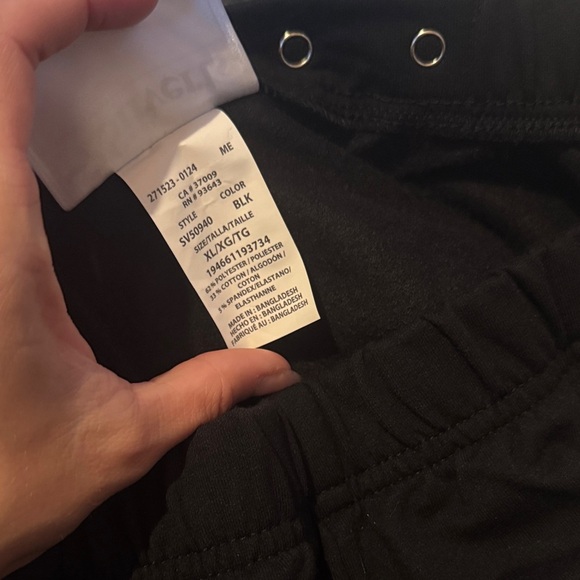 271523-0124 ME
CA # 37009
RN # 93643
STYLE COLOR
SV50940 BLK
SIZE/TALLA/TAILLE
XL/XG/TG
194661193734
62% POLYESTER / POLIESTER
33% COTTON / ALGODÓN /
COTON
5% SPANDEX/ELASTANO/
ELASTHANNE
MADE IN : BANGLADESH
HECHO EN : BANGLADESH
FABRIQUÉ AU : BANGLADESH